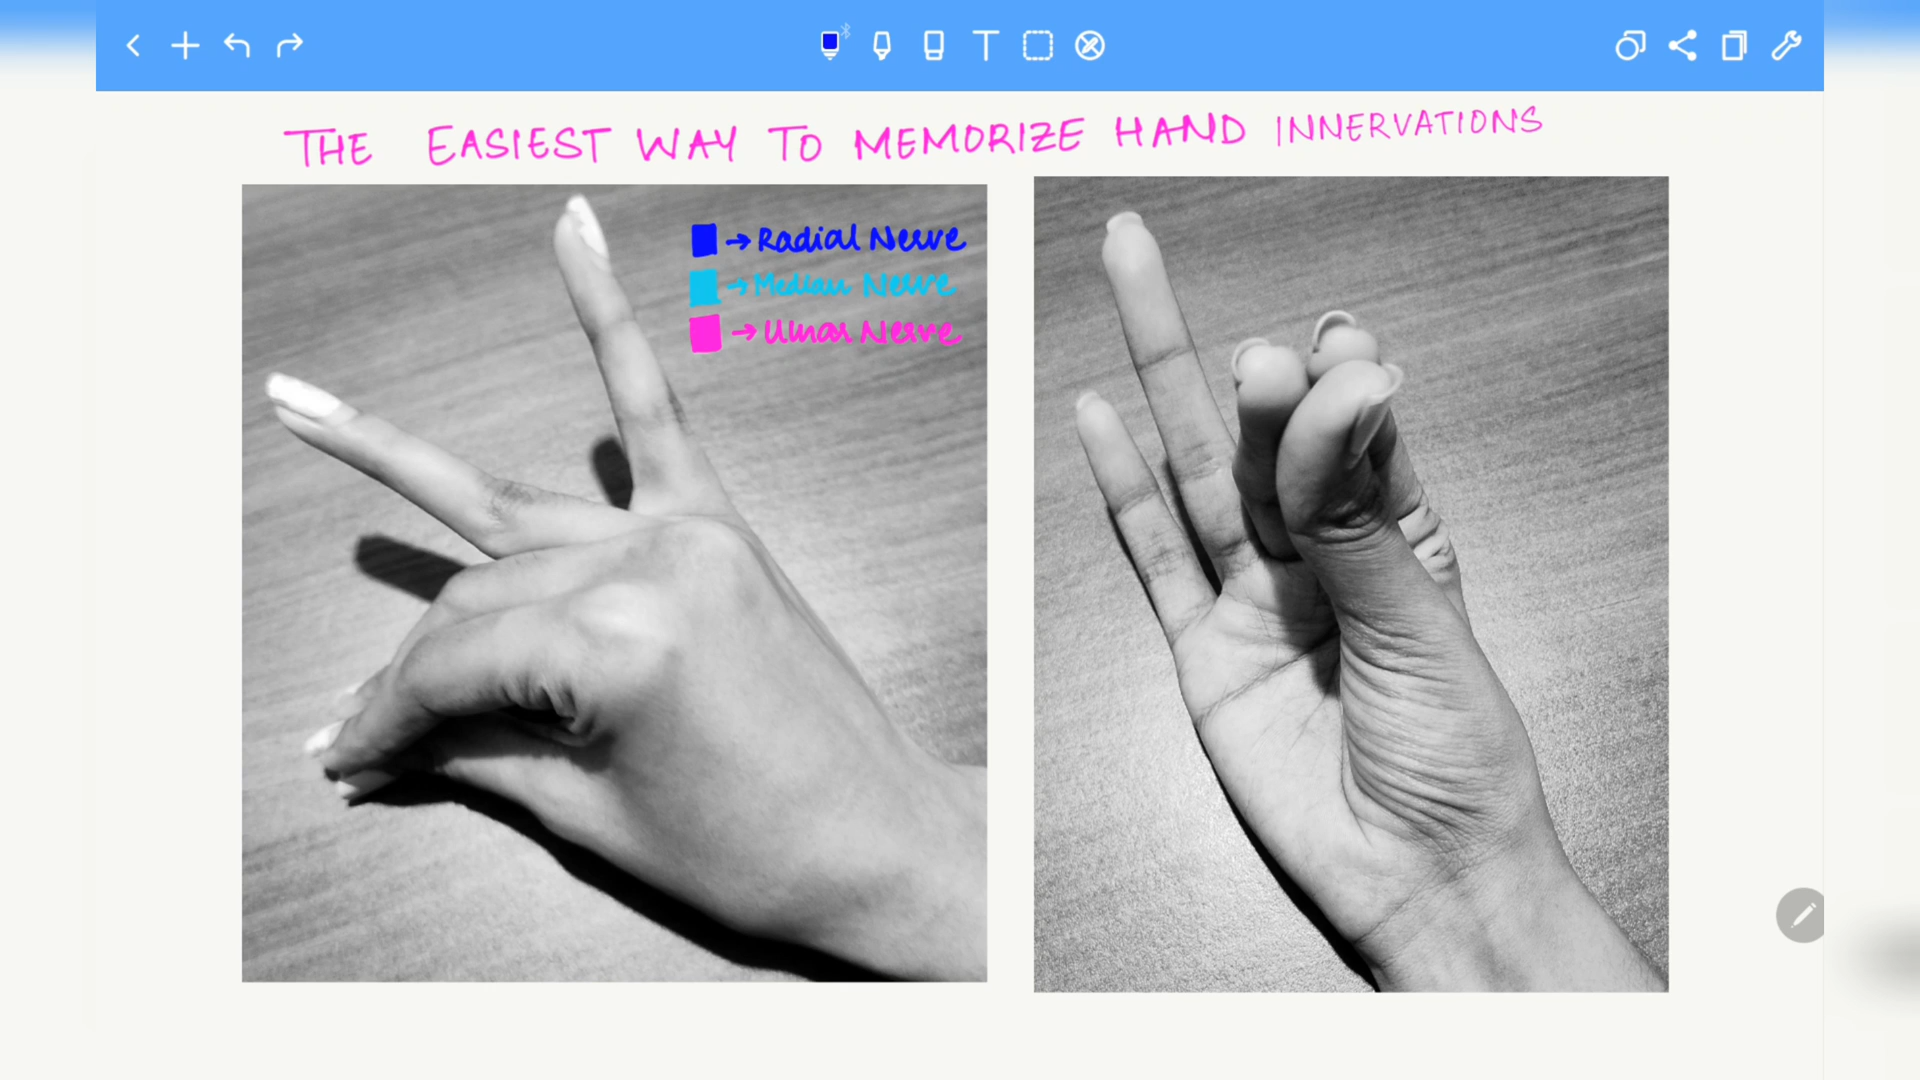 THE EASIEST WAY TO MEMORIZE HAND INNERVATIONS
→ Radial Nerve
→ Median Nerve
→ Ulnar Nerve